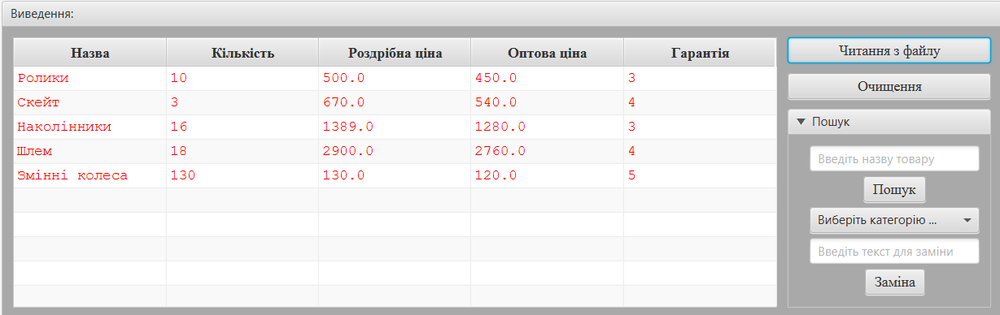 Виведення:
Назва Кількість Роздрібна ціна Оптова ціна Гарантія
Ролики 10 500.0 450.0 3
Скейт 3 670.0 540.0 4
Наколінники 16 1389.0 1280.0 3
Шлем 18 2900.0 2760.0 4
Змінні колеса 130 130.0 120.0 5
Читання з файлу
Очищення
Пошук
Введіть назву товару
Пошук
Виберіть категорію ...
Введіть текст для заміни
Заміна